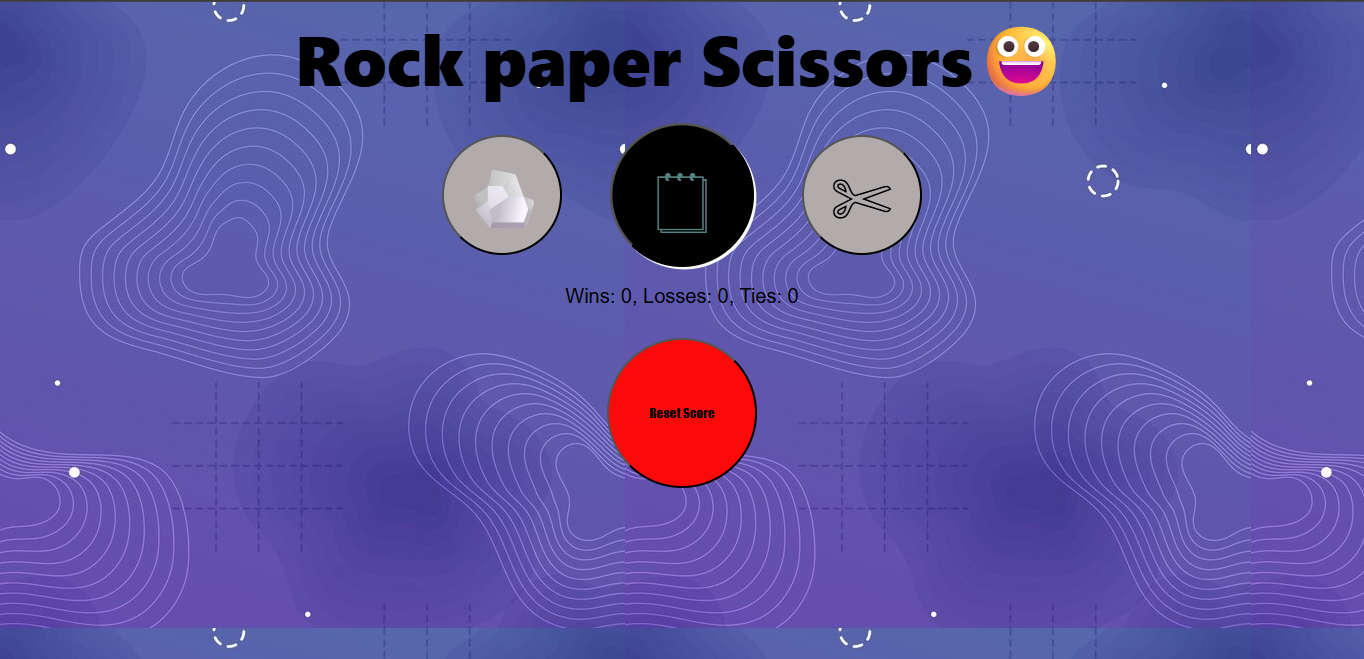 Rock paper Scissors😀
Wins: 0, Losses: 0, Ties: 0
Reset Score